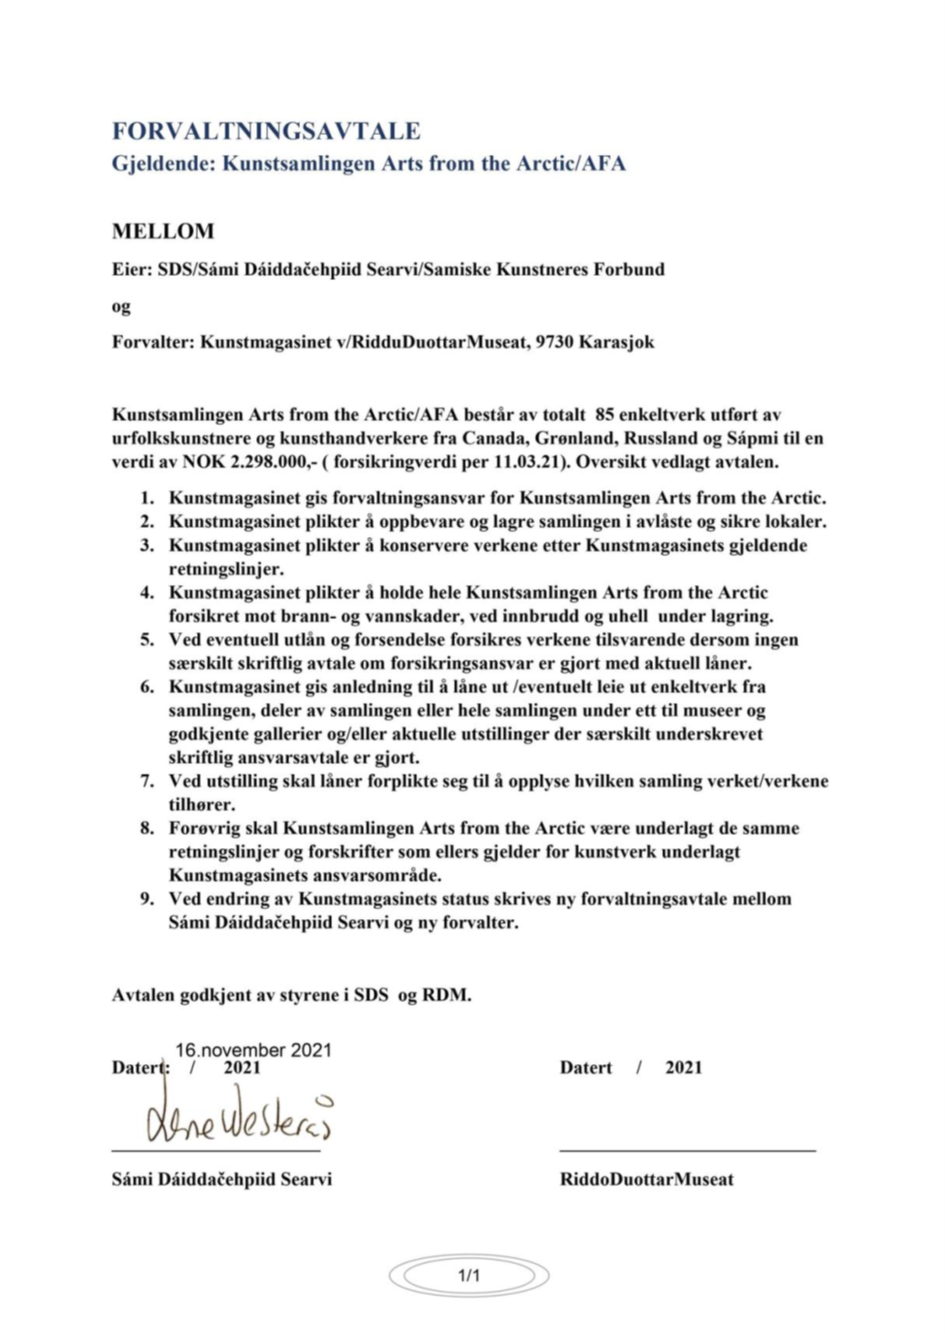 FORVALTNINGSAVTALE
Gjeldende: Kunstsamlingen Arts from the Arctic/AFA
MELLOM
Eier: SDS/Sámi Dáiddačehpiid Searvi/Samiske Kunstneres Forbund
og
Forvalter: Kunstmagasinet v/RidduDuottarMuseat, 9730 Karasjok
Kunstsamlingen Arts from the Arctic/AFA består av totalt 85 enkeltverk utført av
urfolkskunstnere og kunsthandverkere fra Canada, Grønland, Russland og Sápmi til en
verdi av NOK 2.298.000,- ( forsikringverdi per 11.03.21). Oversikt vedlagt avtalen.
1. Kunstmagasinet gis forvaltningsansvar for Kunstsamlingen Arts from the Arctic.
2. Kunstmagasinet plikter å oppbevare og lagre samlingen i avlåste og sikre lokaler.
3. Kunstmagasinet plikter å konservere verkene etter Kunstmagasinets gjeldende
retningslinjer.
4. Kunstmagasinet plikter å holde hele Kunstsamlingen Arts from the Arctic
forsikret mot brann- og vannskader, ved innbrudd og uhell under lagring.
5. Ved eventuell utlån og forsendelse forsikres verkene tilsvarende dersom ingen
særskilt skriftlig avtale om forsikringsansvar er gjort med aktuell låner.
6. Kunstmagasinet gis anledning til å låne ut /eventuelt leie ut enkeltverk fra
samlingen, deler av samlingen eller hele samlingen under ett til museer og
godkjente gallerier og/eller aktuelle utstillinger der særskilt underskrevet
skriftlig ansvarsavtale er gjort.
7. Ved utstilling skal låner forplikte seg til å opplyse hvilken samling verket/verkene
tilhører.
8. Forøvrig skal Kunstsamlingen Arts from the Arctic være underlagt de samme
retningslinjer og forskrifter som ellers gjelder for kunstverk underlagt
Kunstmagasinets ansvarsområde.
9. Ved endring av Kunstmagasinets status skrives ny forvaltningsavtale mellom
Sámi Dáiddačehpiid Searvi og ny forvalter.
Avtalen godkjent av styrene i SDS og RDM.
16.november 2021
Datert: / 2021 Datert / 2021
Lene Westerås
Sámi Dáiddačehpiid Searvi RiddoDuottarMuseat
1/1